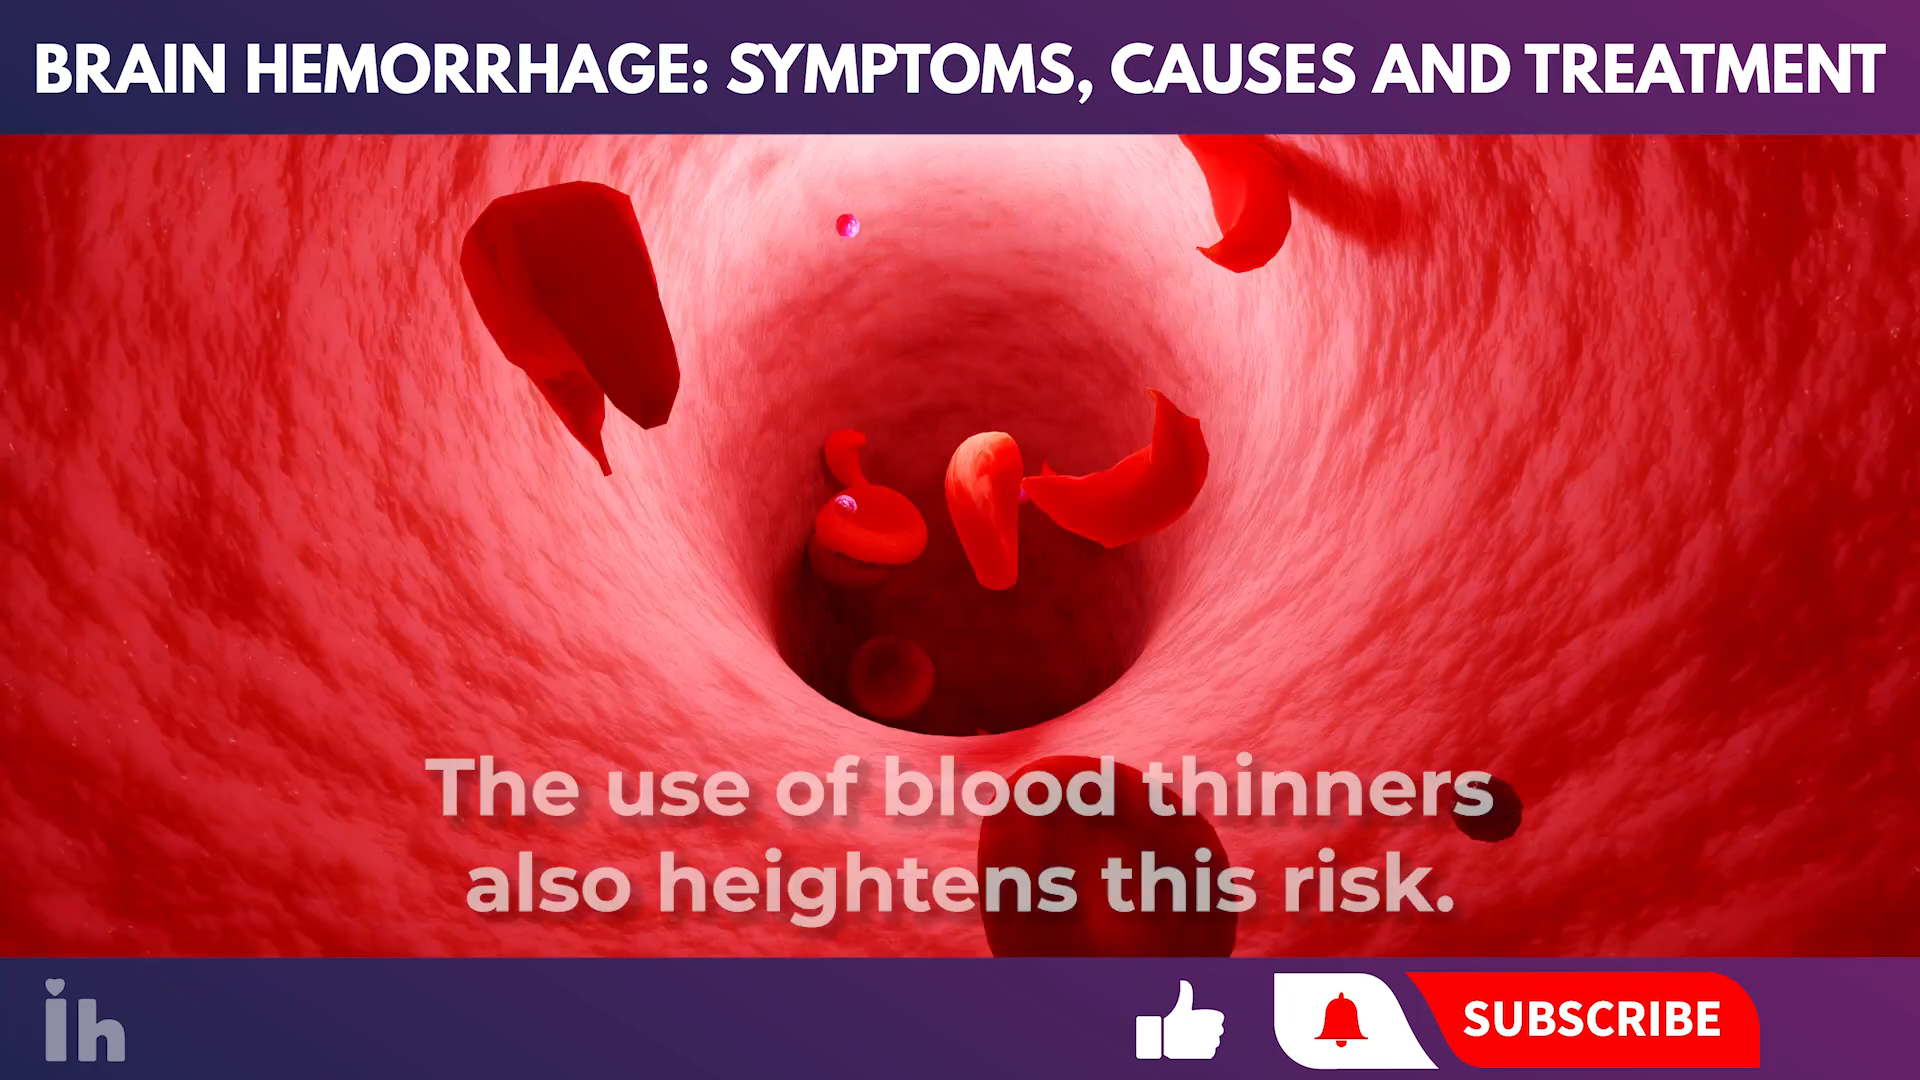 BRAIN HEMORRHAGE: SYMPTOMS, CAUSES AND TREATMENT
The use of blood thinners
also heightens this risk.
ih
SUBSCRIBE